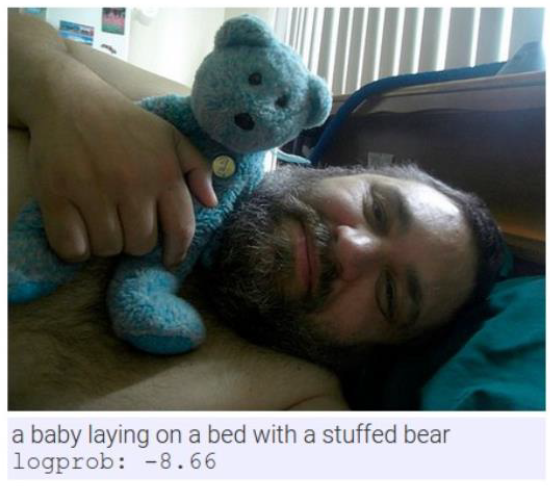 a baby laying on a bed with a stuffed bear
logprob: -8.66